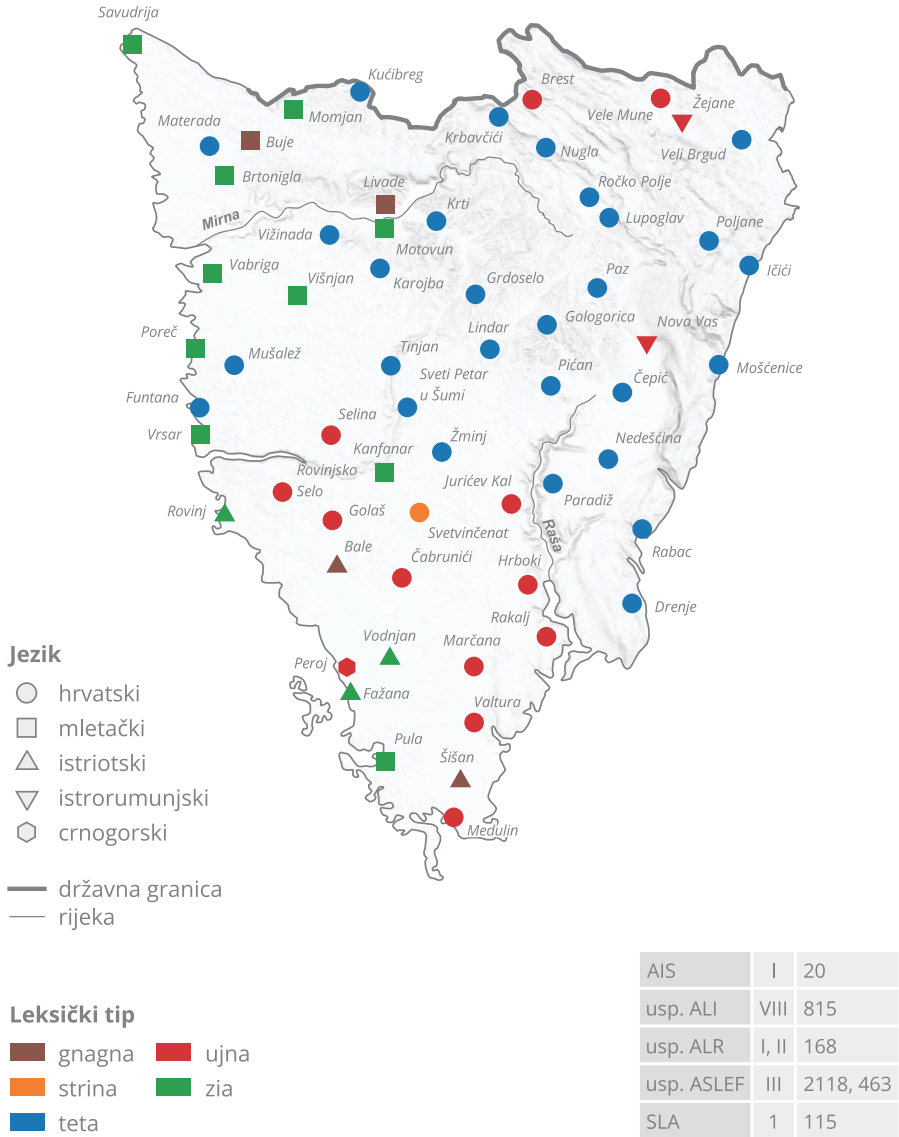 Savudrija
Kućibreg
Brest
Momjan
Vele Mune
Žejane
Materada
Buje
Krbavčići
Nugla
Veli Brgud
Brtonigla
Livade
Ročko Polje
Mirna
Krti
Lupoglav
Poljane
Vižinada
Motovun
Vabriga
Višnjan
Karojba
Grdoselo
Paz
Ičići
Lindar
Gologorica
Nova Vas
Poreč
Mušalež
Tinjan
Pićan
Mošćenice
Sveti Petar
u Šumi
Čepić
Funtana
Vrsar
Selina
Žminj
Nedešćina
Kanfanar
Rovinjsko
Selo
Jurićev Kal
Paradiž
Rovinj
Golaš
Svetvinčenat
Raša
Rabac
Bale
Čabrunići
Hrboki
Drenje
Rakalj
Vodnjan
Marčana
Peroj
Fažana
Valtura
Pula
Šišan
Medulin
Jezik
hrvatski
mletački
istriotski
istrorumunjski
crnogorski
državna granica
rijeka
Leksički tip
gnagna
ujna
strina
zia
teta
AIS I 20
usp. ALI VIII 815
usp. ALR I, II 168
usp. ASLEF III 2118, 463
SLA 1 115